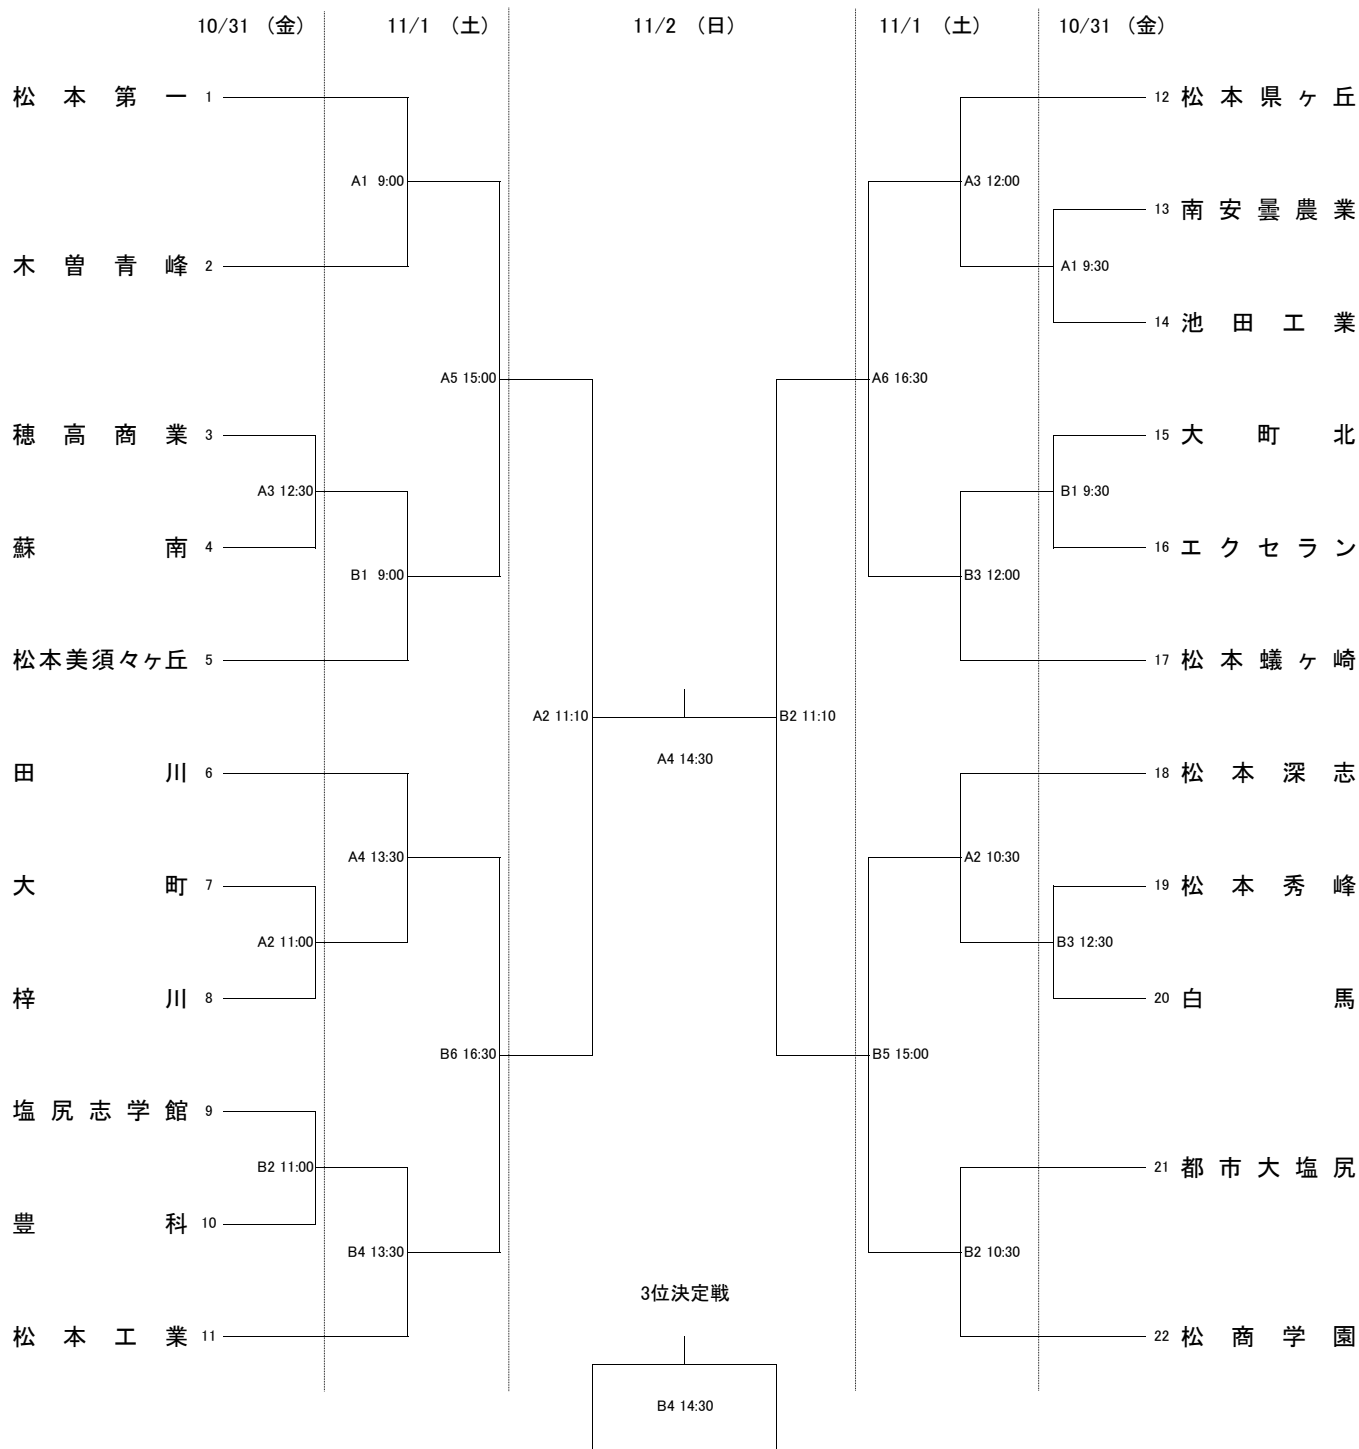 10/31 （金） 11/1 （土） 11/2 （日） 11/1 （土） 10/31 （金）
松本第一 1
12 松本県ヶ丘
A1 9:00
A3 12:00
13 南安曇農業
木曽青峰 2
A1 9:30
14 池田工業
A5 15:00
A6 16:30
穂高商業 3
15 大町北
A3 12:30
B1 9:30
蘇南 4
16 エクセラン
B1 9:00
B3 12:00
松本美須々ヶ丘 5
17 松本蟻ヶ崎
A2 11:10
B2 11:10
A4 14:30
田川 6
18 松本深志
A4 13:30
A2 10:30
大町 7
19 松本秀峰
A2 11:00
B3 12:30
梓川 8
20 白馬
B6 16:30
B5 15:00
塩尻志学館 9
B2 11:00
21 都市大塩尻
豊科 10
B4 13:30
B2 10:30
3位決定戦
松本工業 11
22 松商学園
B4 14:30